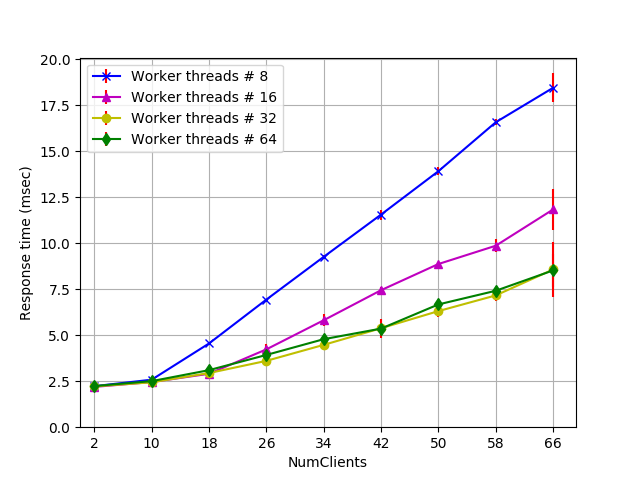 20.0
17.5
15.0
12.5
10.0
7.5
5.0
2.5
0.0
Response time (msec)
Worker threads # 8
Worker threads # 16
Worker threads # 32
Worker threads # 64
2 10 18 26 34 42 50 58 66
NumClients